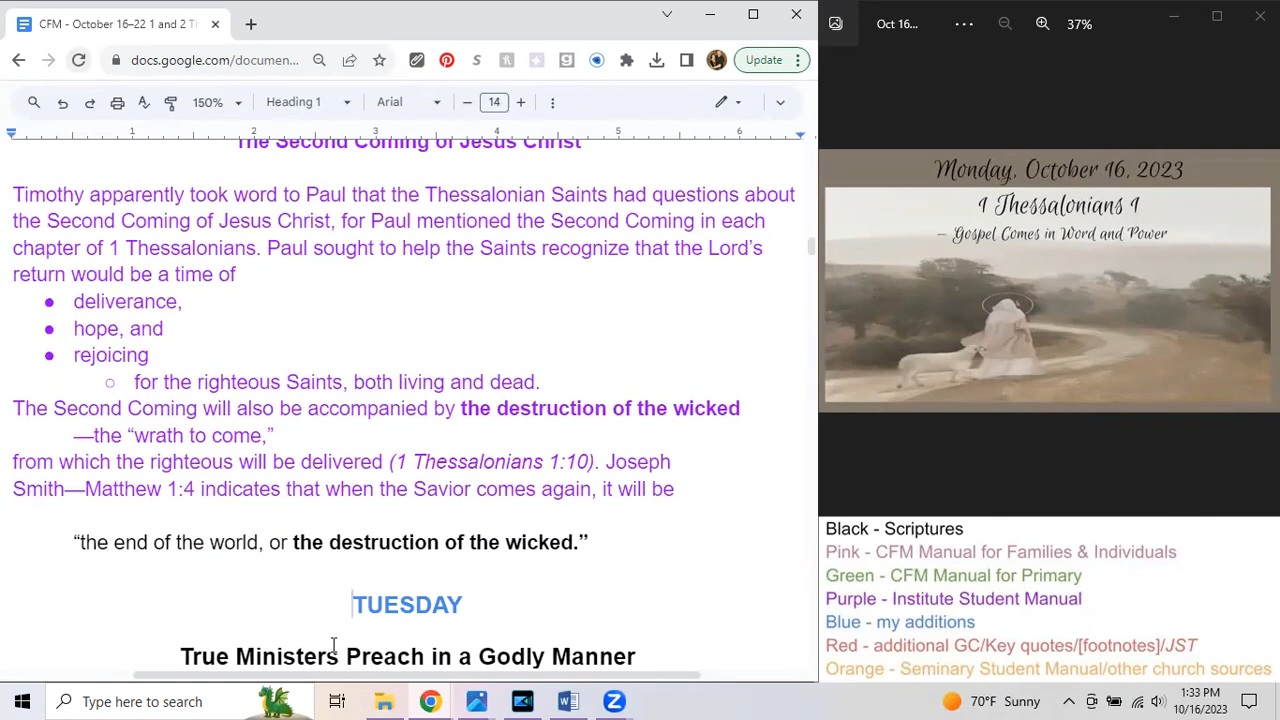 CFM - October 16–22 1 and 2 Th
Oct 16...
37%
docs.google.com/documen...
Update
150%
Heading 1
Arial
14
1 2 3 4 5 6
The Second Coming of Jesus Christ
Timothy apparently took word to Paul that the Thessalonian Saints had questions about
the Second Coming of Jesus Christ, for Paul mentioned the Second Coming in each
chapter of 1 Thessalonians. Paul sought to help the Saints recognize that the Lord’s
return would be a time of
● deliverance,
● hope, and
● rejoicing
○ for the righteous Saints, both living and dead.
The Second Coming will also be accompanied by the destruction of the wicked
—the “wrath to come,”
from which the righteous will be delivered (1 Thessalonians 1:10). Joseph
Smith—Matthew 1:4 indicates that when the Savior comes again, it will be
“the end of the world, or the destruction of the wicked.”
TUESDAY
True Ministers Preach in a Godly Manner
Monday, October 16, 2023
1 Thessalonians 1
– Gospel Comes in Word and Power
Black - Scriptures
Pink - CFM Manual for Families & Individuals
Green - CFM Manual for Primary
Purple - Institute Student Manual
Blue - my additions
Red - additional GC/Key quotes/[footnotes]/JST
Orange - Seminary Student Manual/other church sources
Type here to search
70°F Sunny
1:33 PM
10/16/2023